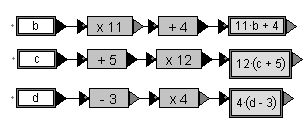 b x 11 + 4 11·b + 4
c + 5 x 12 12·(c + 5)
d - 3 x 4 4·(d - 3)